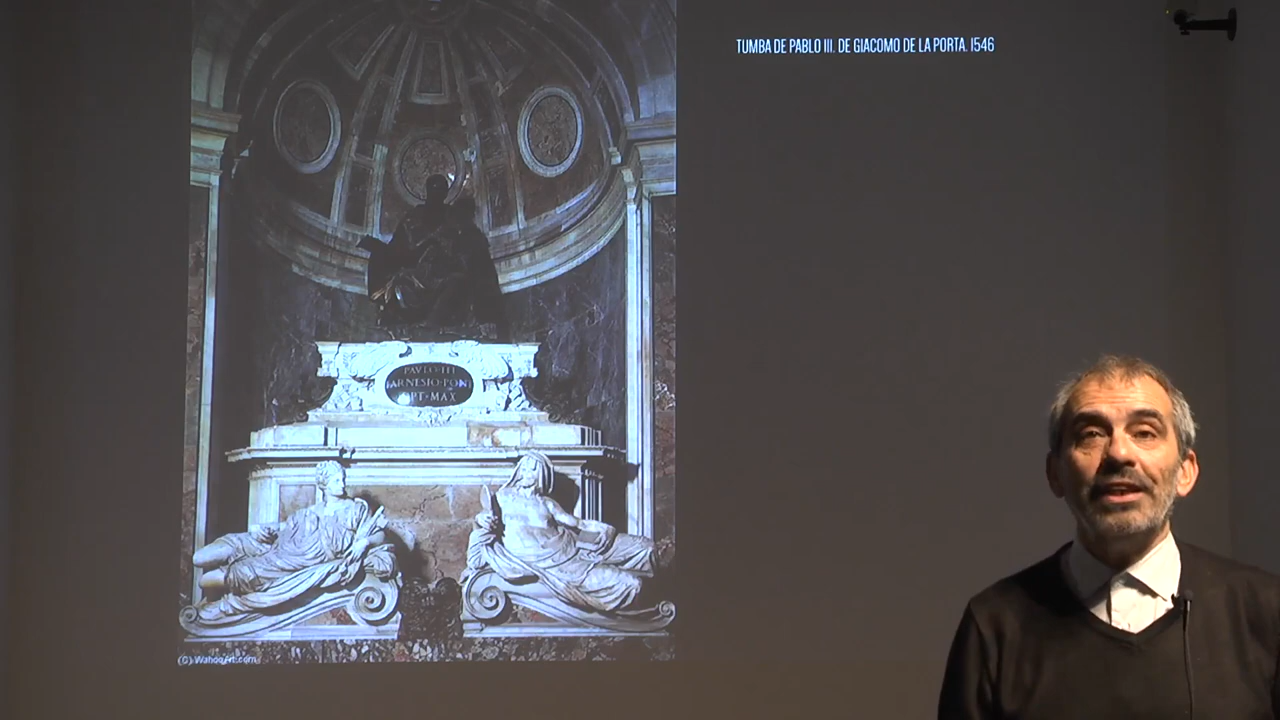 TUMBA DE PABLO III. DE GIACOMO DE LA PORTA. 1546
PAVLO·III
FARNESIO·PONT
OPT·MAX
(C) WahooArt.com